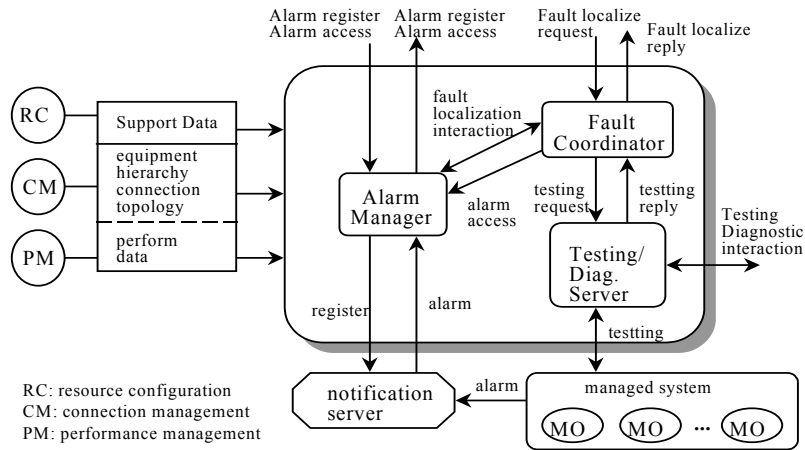 Alarm register
Alarm access
Alarm register
Alarm access
Fault localize
request
Fault localize
reply
RC
Support Data
fault
localization
interaction
Fault
Coordinator
CM
equipment
hierarchy
connection
topology
Alarm
Manager
alarm
access
testing
request
testting
reply
Testing
Diagnostic
interaction
PM
perform
data
Testing/
Diag.
Server
register
alarm
testting
RC: resource configuration
CM: connection management
PM: performance management
notification
server
alarm
managed system
MO
MO
...
MO